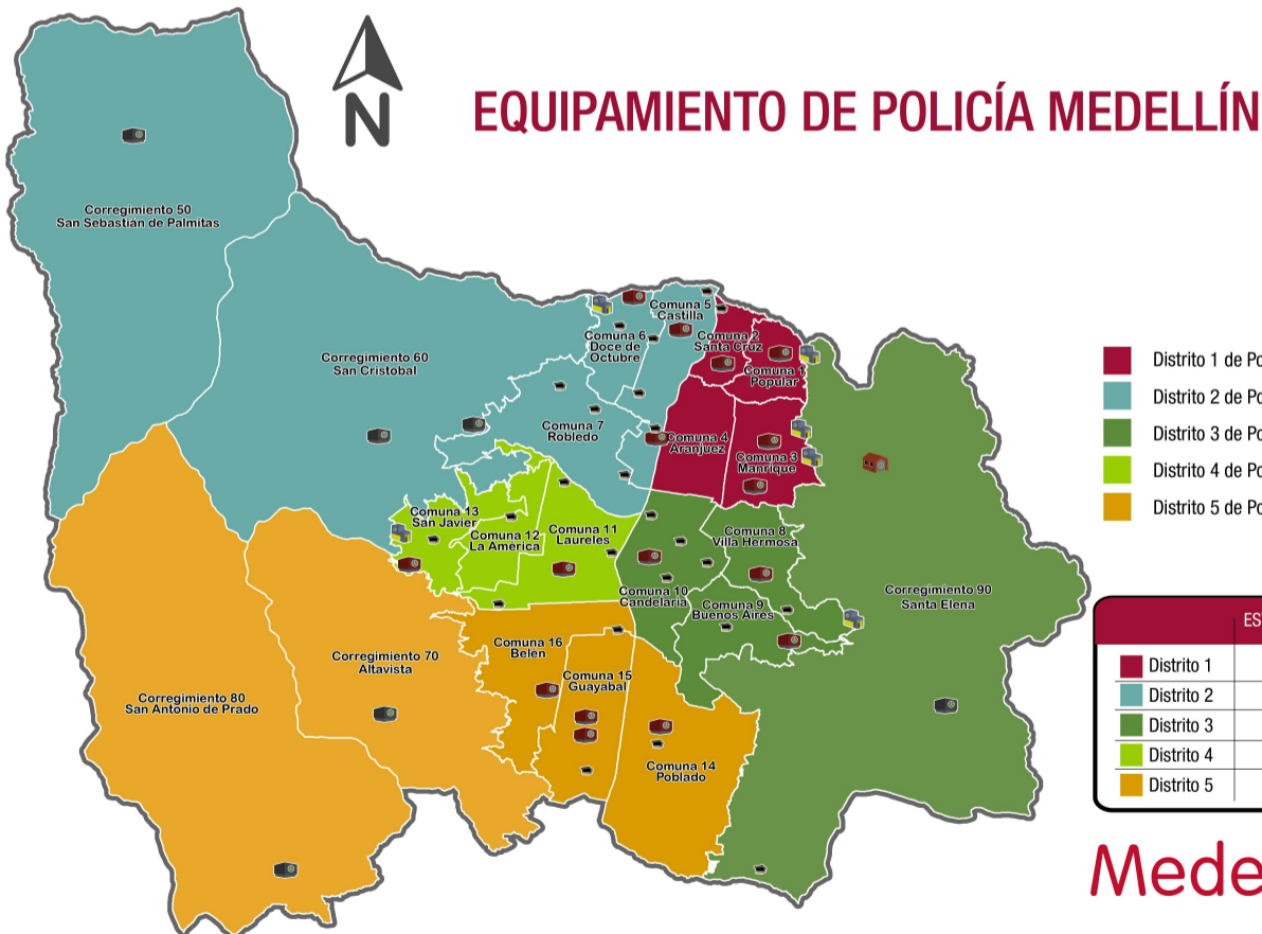 N
EQUIPAMIENTO DE POLICÍA MEDELLÍN
Corregimiento 50
San Sebastián de Palmitas
Corregimiento 60
San Cristobal
Comuna 5
Castilla
Comuna 6
Doce de
Octubre
Comuna 2
Santa Cruz
Comuna 1
Popular
Comuna 7
Robledo
Comuna 4
Aranjuez
Comuna 3
Manrique
Comuna 13
San Javier
Comuna 12
La América
Comuna 11
Laureles
Comuna 8
Villa Hermosa
Comuna 10
Candelaria
Comuna 9
Buenos Aires
Corregimiento 90
Santa Elena
Comuna 16
Belén
Comuna 15
Guayabal
Comuna 14
Poblado
Corregimiento 70
Altavista
Corregimiento 80
San Antonio de Prado
Distrito 1 de Po
Distrito 2 de Po
Distrito 3 de Po
Distrito 4 de Po
Distrito 5 de Po
EST
Distrito 1
Distrito 2
Distrito 3
Distrito 4
Distrito 5
Mede